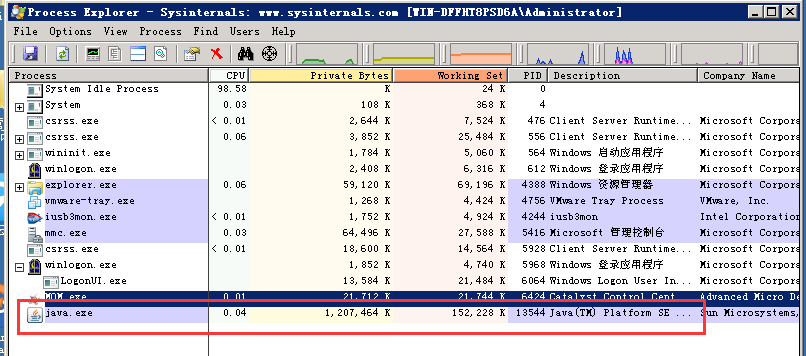 Process Explorer - Sysinternals: www.sysinternals.com [WIN-DFFHT8PSD6A\Administrator]
File Options View Process Find Users Help
Process CPU Private Bytes Working Set PID Description Company Name
System Idle Process 98.58 K 24 K 0
System 0.03 108 K 368 K 4
csrss.exe < 0.01 2,644 K 7,524 K 476 Client Server Runtime... Microsoft Corpora
csrss.exe 0.06 3,852 K 25,484 K 556 Client Server Runtime... Microsoft Corpora
wininit.exe 1,784 K 5,060 K 564 Windows 启动应用程序 Microsoft Corpora
winlogon.exe 2,408 K 6,316 K 612 Windows 登录应用程序 Microsoft Corpora
explorer.exe 0.06 59,120 K 69,196 K 4388 Windows 资源管理器 Microsoft Corpora
vmware-tray.exe 1,268 K 4,424 K 4756 VMware Tray Process VMware, Inc.
iusb3mon.exe < 0.01 1,752 K 4,924 K 4244 iusb3mon Intel Corporation
mmc.exe 0.03 64,496 K 27,588 K 5416 Microsoft 管理控制台 Microsoft Corpora
csrss.exe < 0.01 18,600 K 14,564 K 5928 Client Server Runtime... Microsoft Corpora
winlogon.exe 1,852 K 4,740 K 5968 Windows 登录应用程序 Microsoft Corpora
LogonUI.exe 13,584 K 21,484 K 6064 Windows Logon User In... Microsoft Corpora
MOM.exe 0.01 21,712 K 21,744 K 6424 Catalyst Control Cent... Advanced Micro De
java.exe 0.04 1,207,464 K 152,228 K 13544 Java(TM) Platform SE ... Sun Microsystems,